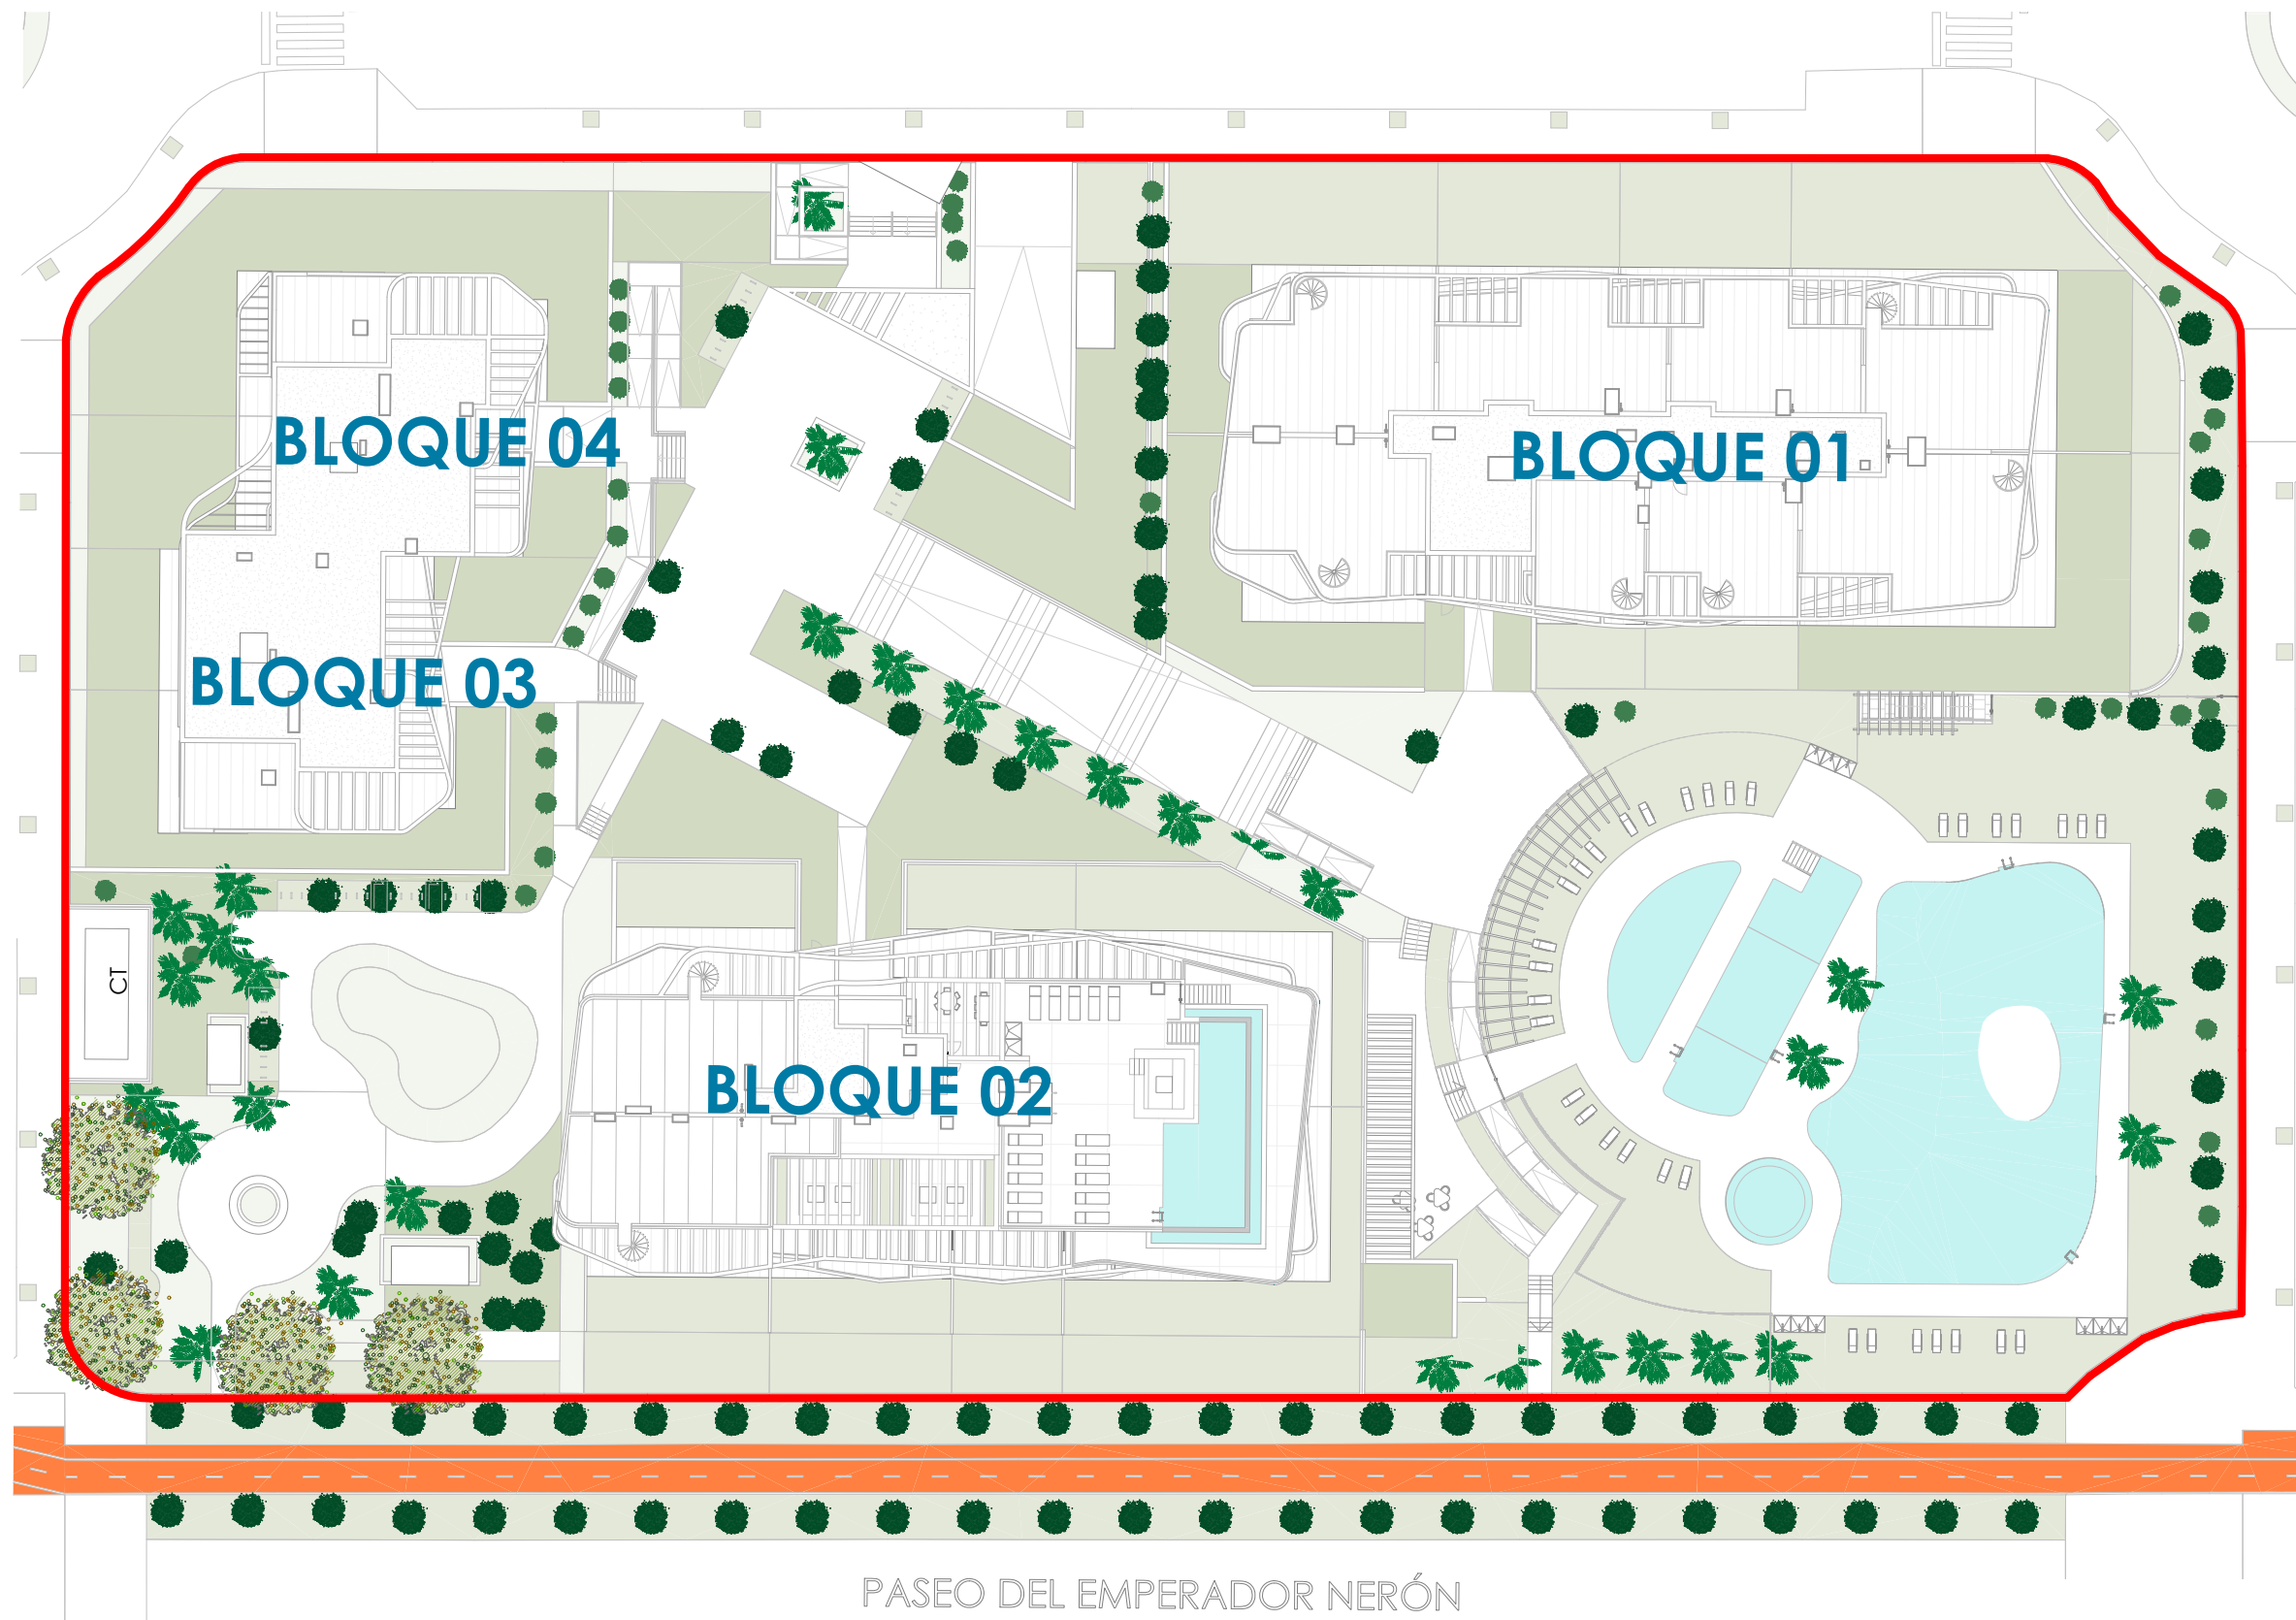 BLOQUE 04
BLOQUE 01
BLOQUE 03
CT
BLOQUE 02
PASEO DEL EMPERADOR NERÓN